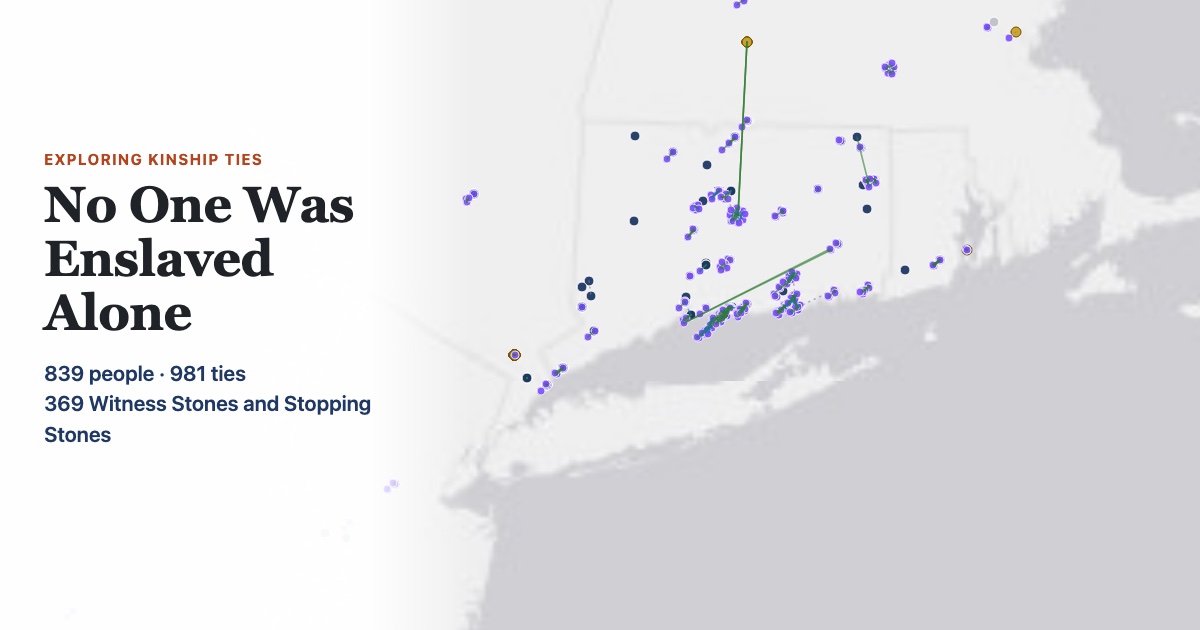 EXPLORING KINSHIP TIES
No One Was
Enslaved
Alone
839 people · 981 ties
369 Witness Stones and Stopping
Stones